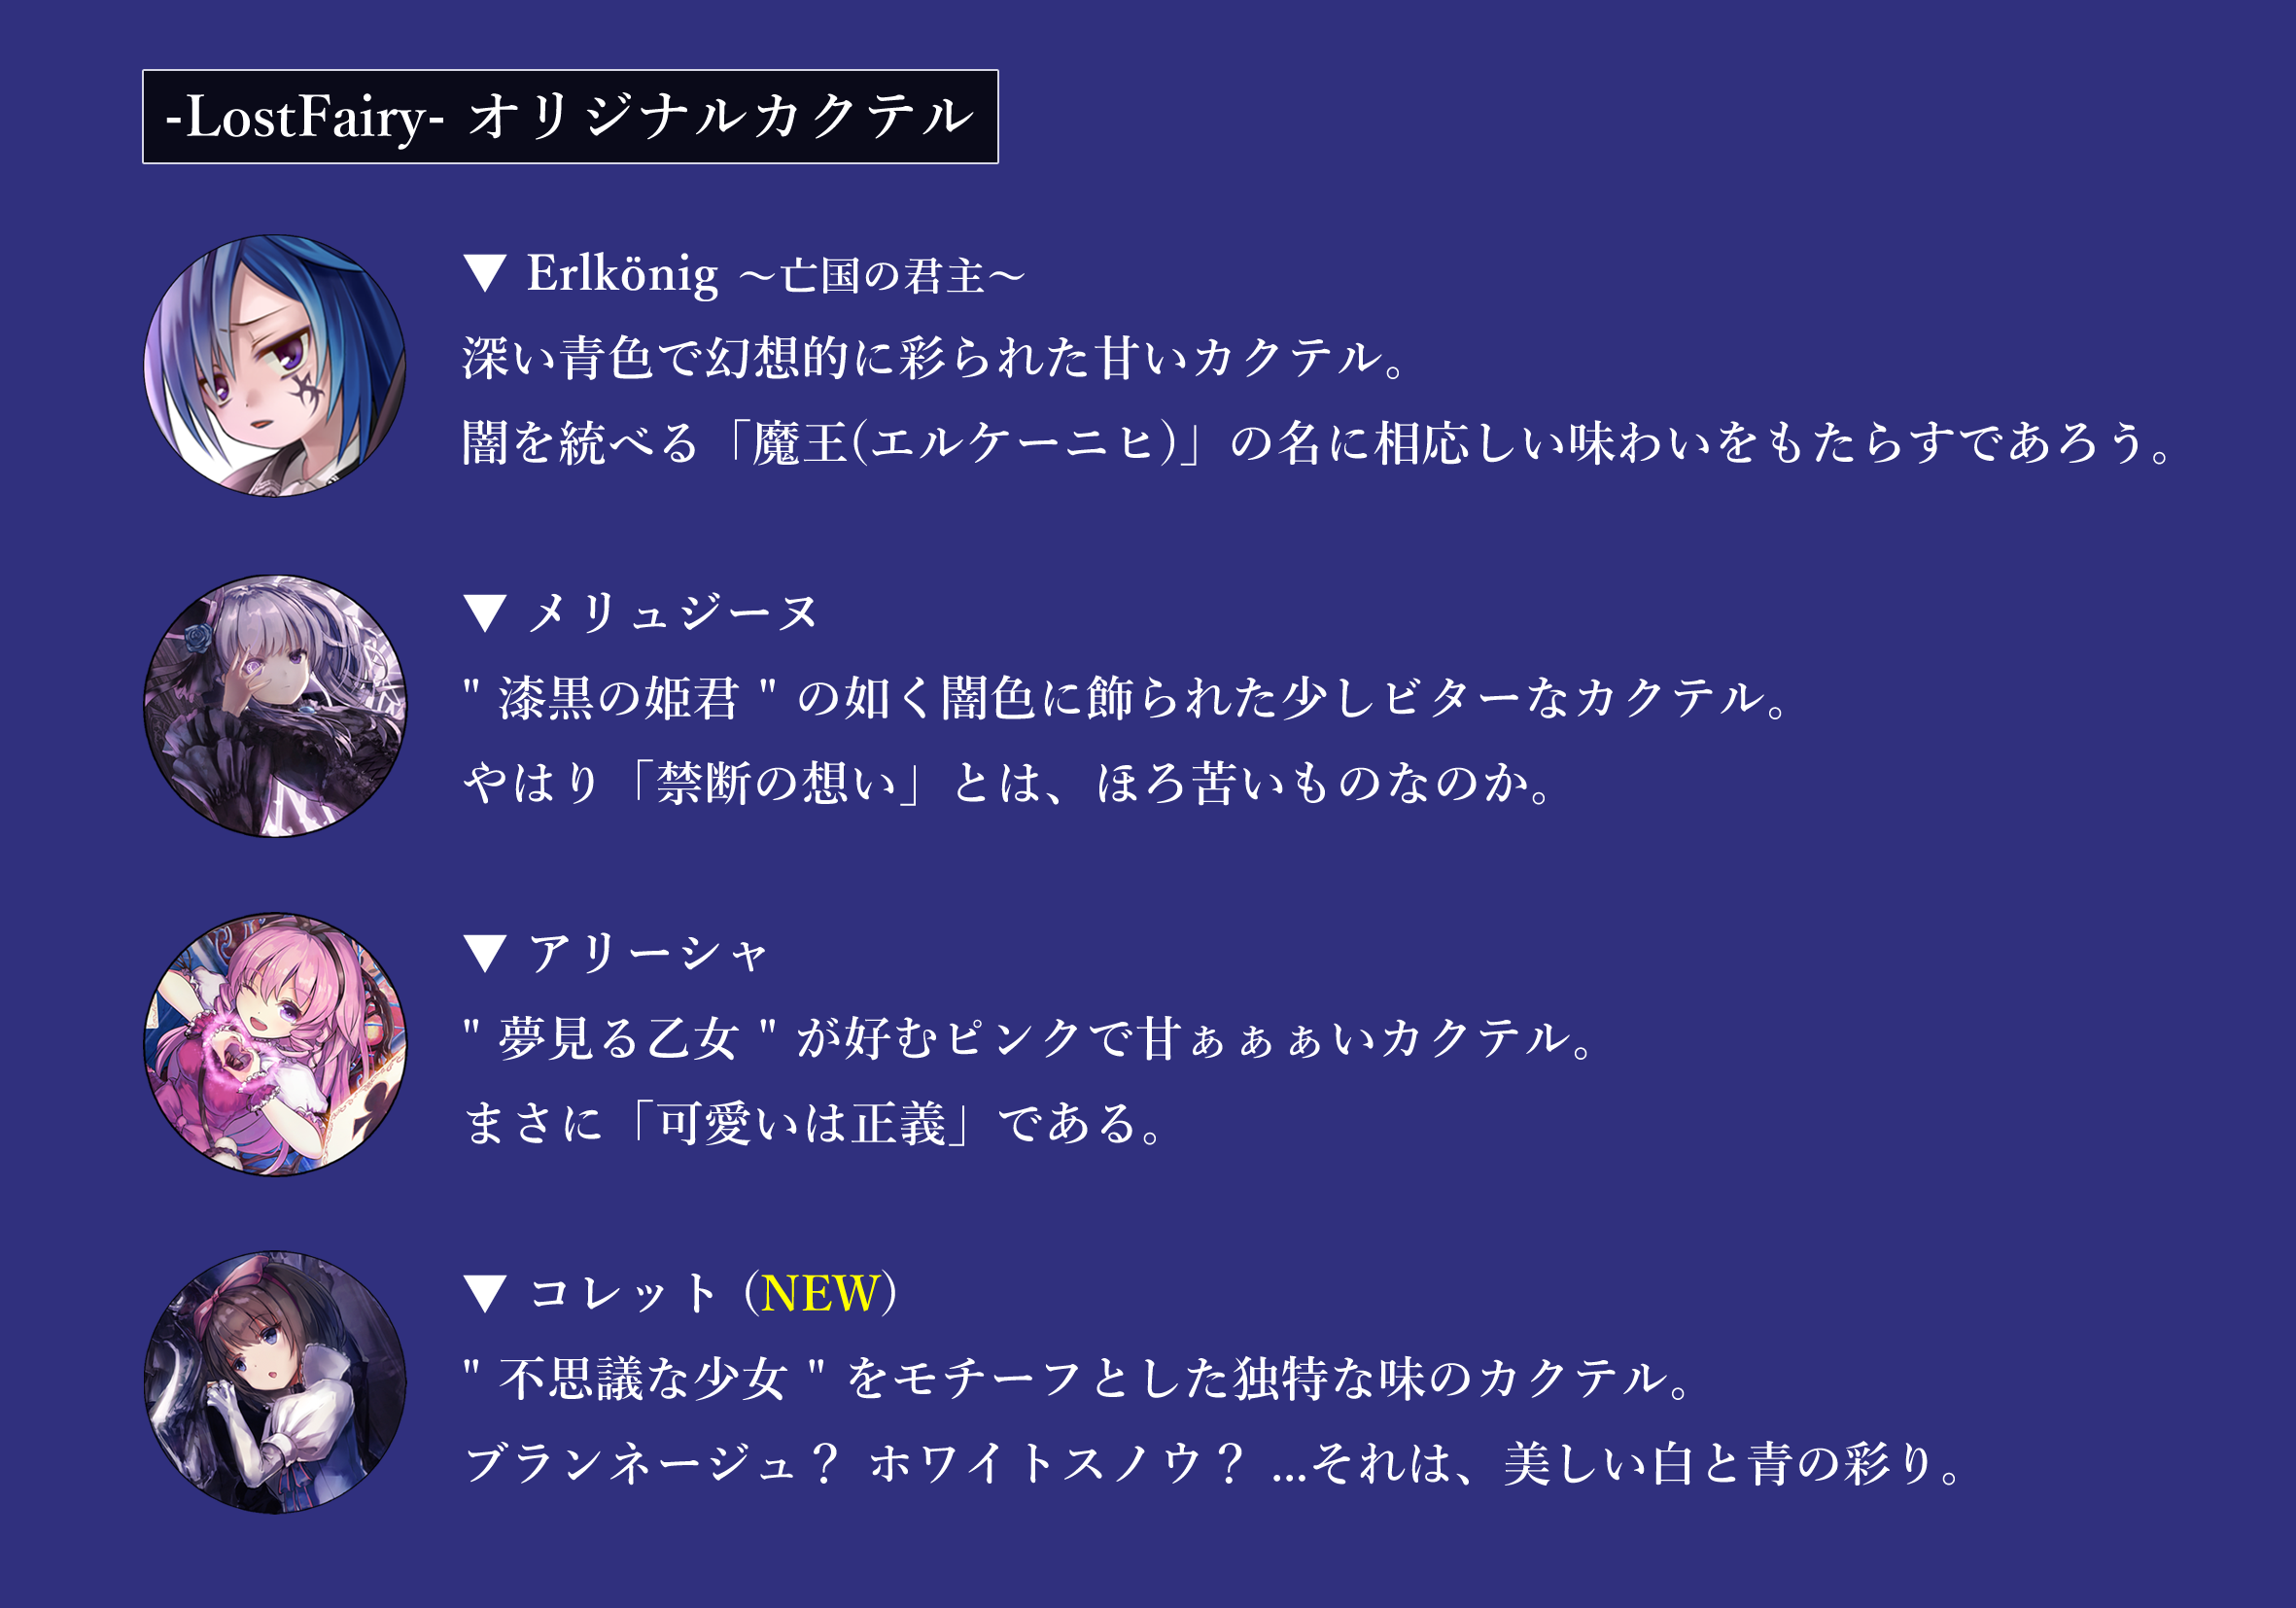 -LostFairy- オリジナルカクテル
▼ Erlkönig ～亡国の君主～
深い青色で幻想的に彩られた甘いカクテル。
闇を統べる「魔王(エルケーニヒ)」の名に相応しい味わいをもたらすであろう。
▼ メリュジーヌ
" 漆黒の姫君 " の如く闇色に飾られた少しビターなカクテル。
やはり「禁断の想い」とは、ほろ苦いものなのか。
▼ アリーシャ
" 夢見る乙女 " が好むピンクで甘ぁぁぁいカクテル。
まさに「可愛いは正義」である。
▼ コレット (NEW)
" 不思議な少女 " をモチーフとした独特な味のカクテル。
ブランネージュ？ ホワイトスノウ？ ...それは、美しい白と青の彩り。